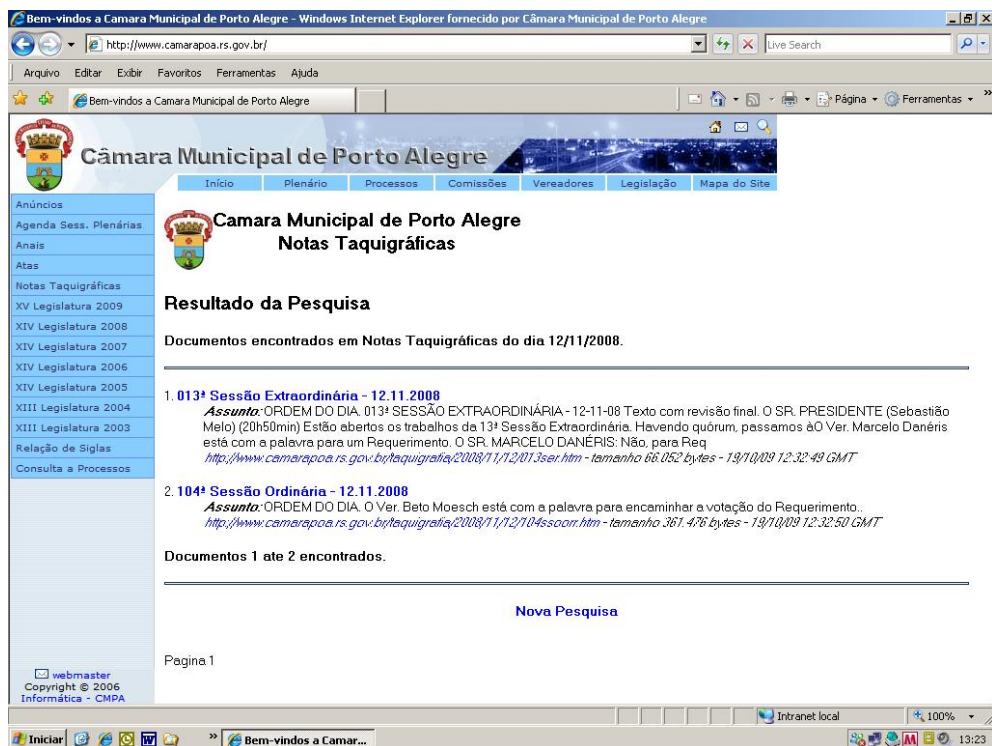 Bem-vindos a Camara Municipal de Porto Alegre - Windows Internet Explorer fornecido por Câmara Municipal de Porto Alegre
http://www.camarapoa.rs.gov.br/
Live Search
Arquivo Editar Exibir Favoritos Ferramentas Ajuda
Bem-vindos a Camara Municipal de Porto Alegre
Página Ferramentas
Câmara Municipal de Porto Alegre
Início Plenário Processos Comissões Vereadores Legislação Mapa do Site
Anúncios
Agenda Sess. Plenárias
Anais
Atas
Notas Taquigráficas
XV Legislatura 2009
XIV Legislatura 2008
XIV Legislatura 2007
XIV Legislatura 2006
XIV Legislatura 2005
XIII Legislatura 2004
XIII Legislatura 2003
Relação de Siglas
Consulta a Processos
Camara Municipal de Porto Alegre
Notas Taquigráficas
Resultado da Pesquisa
Documentos encontrados em Notas Taquigráficas do dia 12/11/2008.
1. 013ª Sessão Extraordinária - 12.11.2008
Assunto: ORDEM DO DIA. 013ª SESSÃO EXTRAORDINÁRIA - 12-11-08 Texto com revisão final. O SR. PRESIDENTE (Sebastião
Melo) (20h50min) Estão abertos os trabalhos da 13ª Sessão Extraordinária. Havendo quórum, passamos àO Ver. Marcelo Danéris
está com a palavra para um Requerimento. O SR. MARCELO DANÉRIS: Não, para Req
http://www.camarapoa.rs.gov.br/taquigrafia/2008/11/12/013ser.htm - tamanho 66.052 bytes - 19/10/09 12:32:49 GMT
2. 104ª Sessão Ordinária - 12.11.2008
Assunto: ORDEM DO DIA. O Ver. Beto Moesch está com a palavra para encaminhar a votação do Requerimento..
http://www.camarapoa.rs.gov.br/taquigrafia/2008/11/12/104ssoorr.htm - tamanho 361.476 bytes - 19/10/09 12:32:50 GMT
Documentos 1 ate 2 encontrados.
Nova Pesquisa
Pagina 1
webmaster
Copyright © 2006
Informática - CMPA
Intranet local 100%
Iniciar Bem-vindos a Camar... 13:23